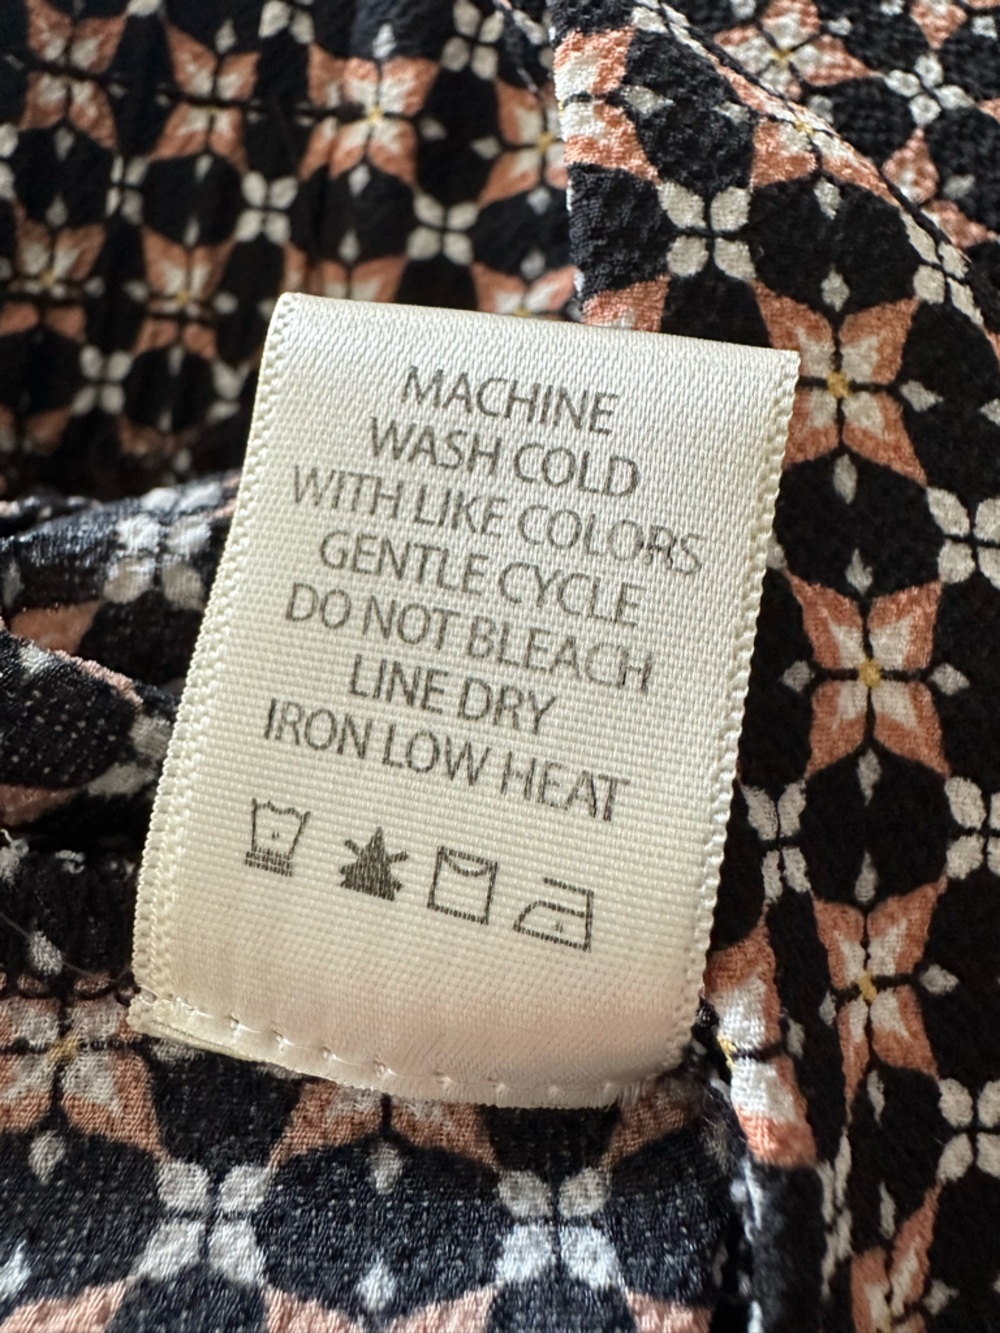 MACHINE
WASH COLD
WITH LIKE COLORS
GENTLE CYCLE
DO NOT BLEACH
LINE DRY
IRON LOW HEAT